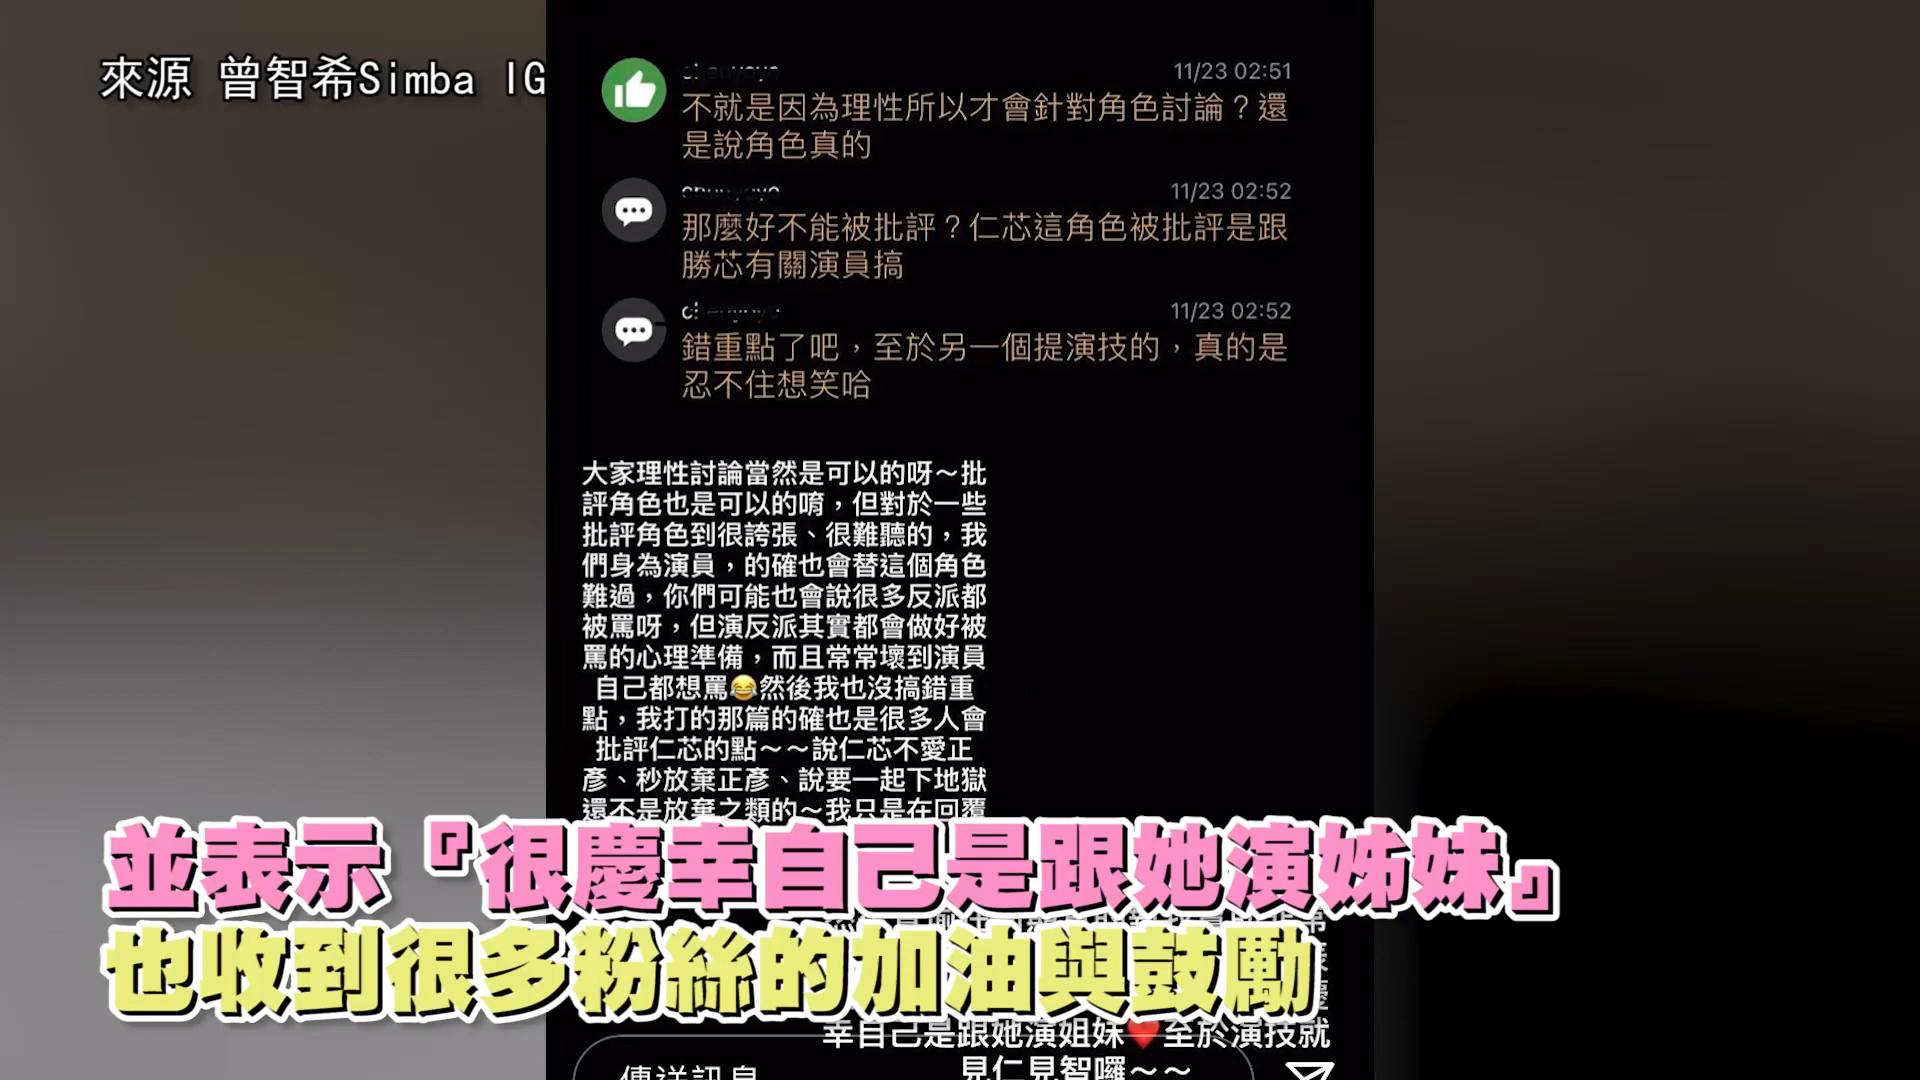 來源 曾智希Simba IG
11/23 02:51
不就是因為理性所以才會針對角色討論？還
是說角色真的
11/23 02:52
那麼好不能被批評？仁芯這角色被批評是跟
勝芯有關演員搞
11/23 02:52
錯重點了吧，至於另一個提演技的，真的是
忍不住想笑哈
大家理性討論當然是可以的呀～批
評角色也是可以的唷，但對於一些
批評角色到很誇張、很難聽的，我
們身為演員，的確也會替這個角色
難過，你們可能也會說很多反派都
被罵呀，但演反派其實都會做好被
罵的心理準備，而且常常壞到演員
自己都想罵😂然後我也沒搞錯重
點，我打的那篇的確也是很多人會
批評仁芯的點～～說仁芯不愛正
彥、秒放棄正彥、說要一起下地獄
還不是放棄之類的～我只是在回覆
並表示『很慶幸自己是跟她演姊妹』
也收到很多粉絲的加油與鼓勵
幸自己是跟她演姐妹❤️至於演技就
見仁見智囉～～
傳送訊息